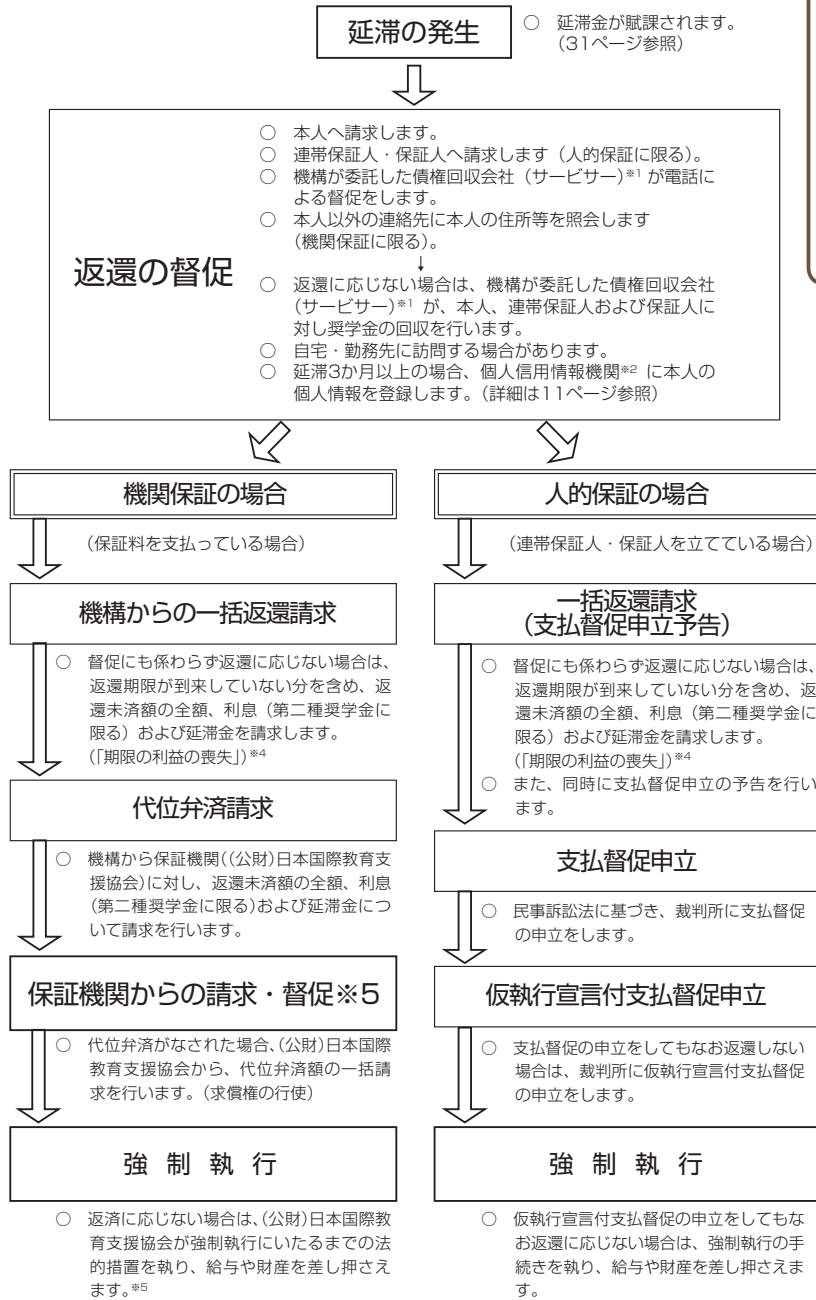 延滞の発生
○ 延滞金が賦課されます。
(31ページ参照)
返還の督促
○ 本人へ請求します。
○ 連帯保証人・保証人へ請求します(人的保証に限る)。
○ 機構が委託した債権回収会社(サービサー)※1 が電話に
よる督促をします。
○ 本人以外の連絡先に本人の住所等を照会します
(機関保証に限る)。
↓
○ 返還に応じない場合は、機構が委託した債権回収会社
(サービサー)※1 が、本人、連帯保証人および保証人に
対し奨学金の回収を行います。
○ 自宅・勤務先に訪問する場合があります。
○ 延滞3か月以上の場合、個人信用情報機関※2 に本人の
個人情報を登録します。(詳細は11ページ参照)
機関保証の場合
(保証料を支払っている場合)
機構からの一括返還請求
○ 督促にも係わらず返還に応じない場合は、
返還期限が到来していない分を含め、返
還未済額の全額、利息(第二種奨学金に
限る)および延滞金を請求します。
(「期限の利益の喪失」)※4
代位弁済請求
○ 機構から保証機関((公財)日本国際教育支
援協会)に対し、返還未済額の全額、利息
(第二種奨学金に限る)および延滞金につ
いて請求を行います。
保証機関からの請求・督促※5
○ 代位弁済がなされた場合、(公財)日本国際
教育支援協会から、代位弁済額の一括請
求を行います。(求償権の行使)
強制執行
○ 返済に応じない場合は、(公財)日本国際教
育支援協会が強制執行にいたるまでの法
的措置を執り、給与や財産を差し押さえ
ます。※5
人的保証の場合
(連帯保証人・保証人を立てている場合)
一括返還請求
(支払督促申立予告)
○ 督促にも係わらず返還に応じない場合は、
返還期限が到来していない分を含め、返
還未済額の全額、利息(第二種奨学金に
限る)および延滞金を請求します。
(「期限の利益の喪失」)※4
○ また、同時に支払督促申立の予告を行い
ます。
支払督促申立
○ 民事訴訟法に基づき、裁判所に支払督促
の申立をします。
仮執行宣言付支払督促申立
○ 支払督促の申立をしてもなお返還しない
場合は、裁判所に仮執行宣言付支払督促
の申立をします。
強制執行
○ 仮執行宣言付支払督促の申立をしてもな
お返還に応じない場合は、強制執行の手
続きを執り、給与や財産を差し押さえま
す。